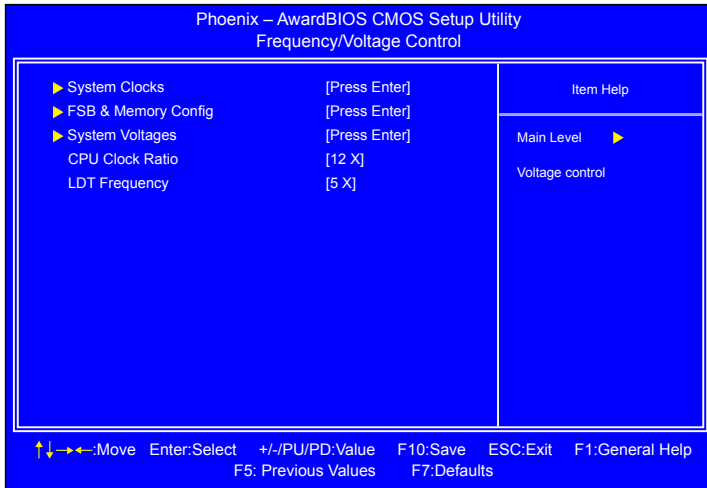 Phoenix – AwardBIOS CMOS Setup Utility
Frequency/Voltage Control
System Clocks [Press Enter]
FSB & Memory Config [Press Enter]
System Voltages [Press Enter]
CPU Clock Ratio [12 X]
LDT Frequency [5 X]
Item Help
Main Level
Voltage control
↑↓→←:Move Enter:Select +/-/PU/PD:Value F10:Save ESC:Exit F1:General Help
F5: Previous Values F7:Defaults